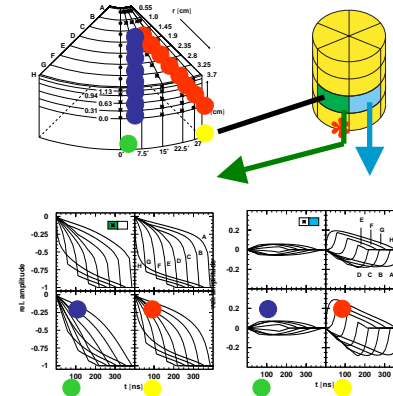 A 0.55 r |cm|
B 1.0
C 1.45
D 1.9
E 2.35
F 2.8
G 3.25
H 3.7
1.13
0.94
0.63
0.31
0.0
|cm|
0˚ 7.5˚ 15˚ 22.5˚ 27˚
rel. amplitude
0
-0.25
-0.5
-0.75
-1
A
H G F E D C B
0
-0.25
-0.5
-0.75
-1.0
100 200 300 100 200 300
t |ns|
0.2
0
-0.2
E
F
G
H
D C B A
0.2
0
-0.2
100 200 300 100 200 300
t |ns|